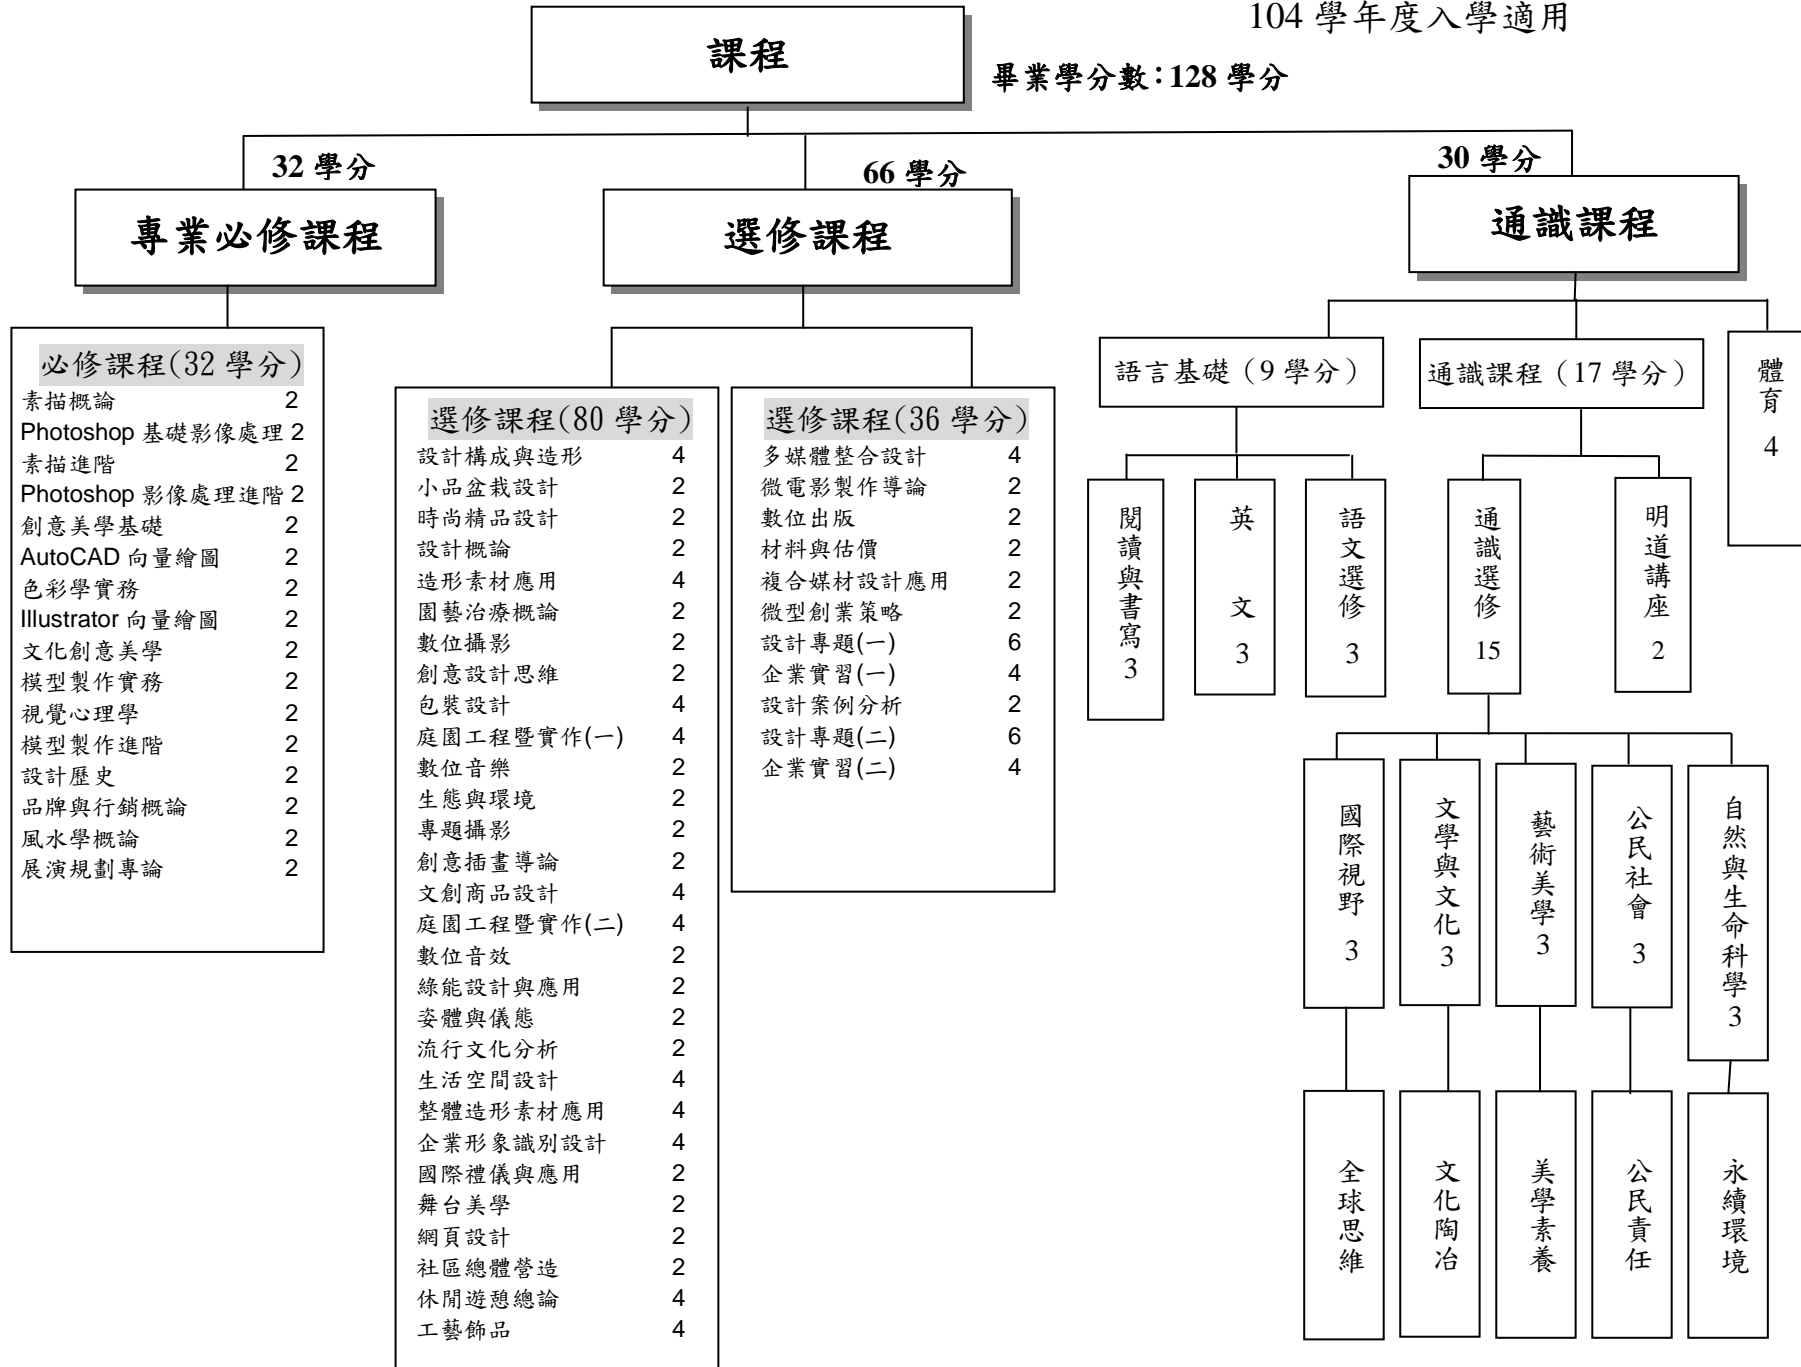 104 學年度入學適用
課程
畢業學分數：128 學分
32 學分
66 學分
30 學分
專業必修課程
選修課程
通識課程
必修課程(32 學分)
素描概論 2
Photoshop 基礎影像處理 2
素描進階 2
Photoshop 影像處理進階 2
創意美學基礎 2
AutoCAD 向量繪圖 2
色彩學實務 2
Illustrator 向量繪圖 2
文化創意美學 2
模型製作實務 2
視覺心理學 2
模型製作進階 2
設計歷史 2
品牌與行銷概論 2
風水學概論 2
展演規劃專論 2
選修課程(80 學分)
設計構成與造形 4
小品盆栽設計 2
時尚精品設計 2
設計概論 2
造形素材應用 4
園藝治療概論 2
數位攝影 2
創意設計思維 2
包裝設計 4
庭園工程暨實作(一) 4
數位音樂 2
生態與環境 2
專題攝影 2
創意插畫導論 2
文創商品設計 4
庭園工程暨實作(二) 4
數位音效 2
綠能設計與應用 2
姿體與儀態 2
流行文化分析 2
生活空間設計 4
整體造形素材應用 4
企業形象識別設計 4
國際禮儀與應用 2
舞台美學 2
網頁設計 2
社區總體營造 2
休閒遊憩總論 4
工藝飾品 4
選修課程(36 學分)
多媒體整合設計 4
微電影製作導論 2
數位出版 2
材料與估價 2
複合媒材設計應用 2
微型創業策略 2
設計專題(一) 6
企業實習(一) 4
設計案例分析 2
設計專題(二) 6
企業實習(二) 4
語言基礎（9 學分）
通識課程（17 學分）
體育 4
閱讀與書寫 3
英文 3
語文選修 3
通識選修 15
明道講座 2
國際視野 3
文學與文化 3
藝術美學 3
公民社會 3
自然與生命科學 3
全球思維
文化陶冶
美學素養
公民責任
永續環境